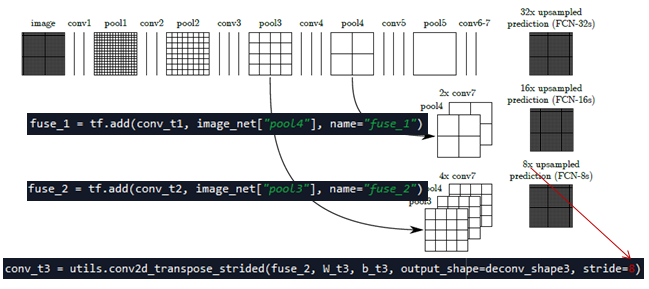 image conv1 pool1 conv2 pool2 conv3 pool3 conv4 pool4 conv5 pool5 conv6-7
32x upsampled
prediction (FCN-32s)
16x upsampled
prediction (FCN-16s)
2x conv7
pool4
fuse_1 = tf.add(conv_t1, image_net["pool4"], name="fuse_1")
8x upsampled
prediction (FCN-8s)
4x conv7
pool4
pool3
fuse_2 = tf.add(conv_t2, image_net["pool3"], name="fuse_2")
conv_t3 = utils.conv2d_transpose_strided(fuse_2, W_t3, b_t3, output_shape=deconv_shape3, stride=8)